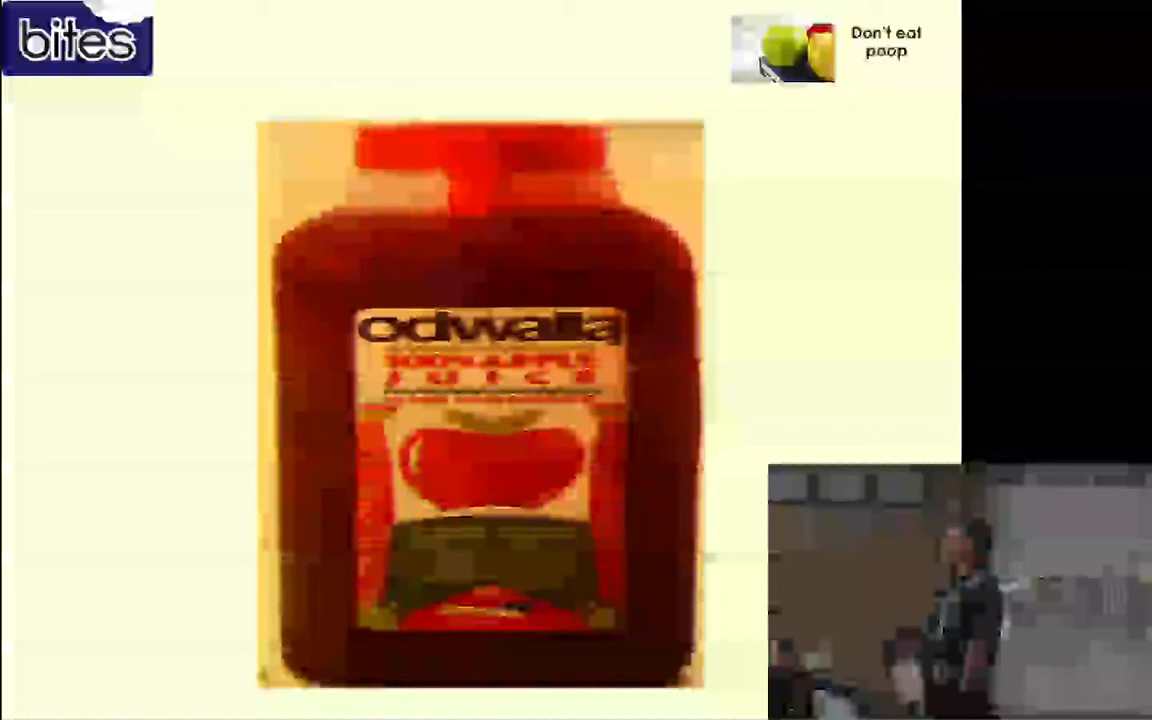 bites
Don't eat
poop
odwalla
100% APPLE
JUICE